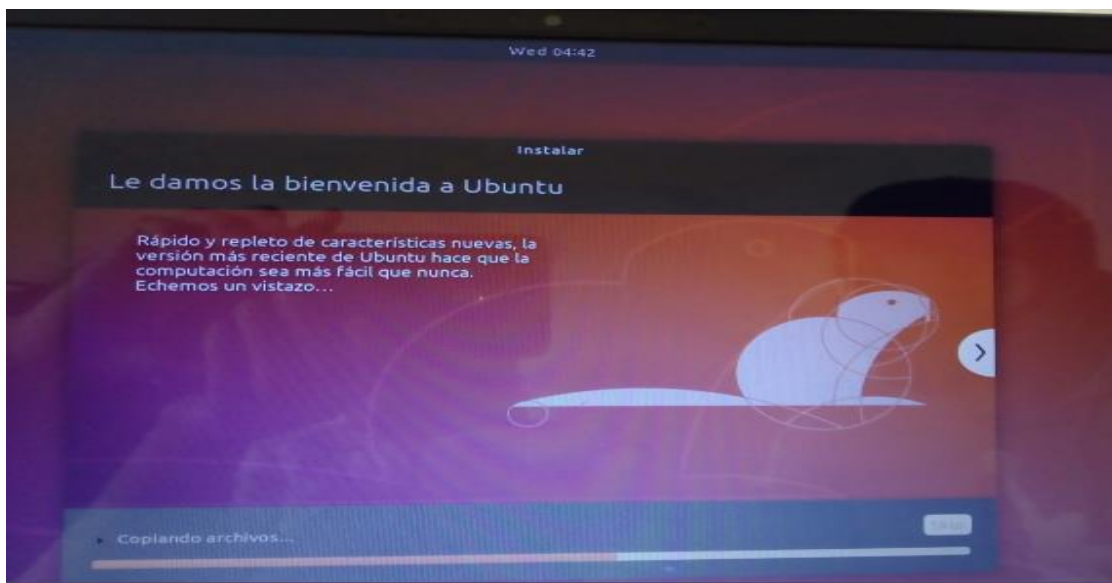 Wed 04:42
Instalar
Le damos la bienvenida a Ubuntu
Rápido y repleto de características nuevas, la
versión más reciente de Ubuntu hace que la
computación sea más fácil que nunca.
Echemos un vistazo...
Copiando archivos...
Skip